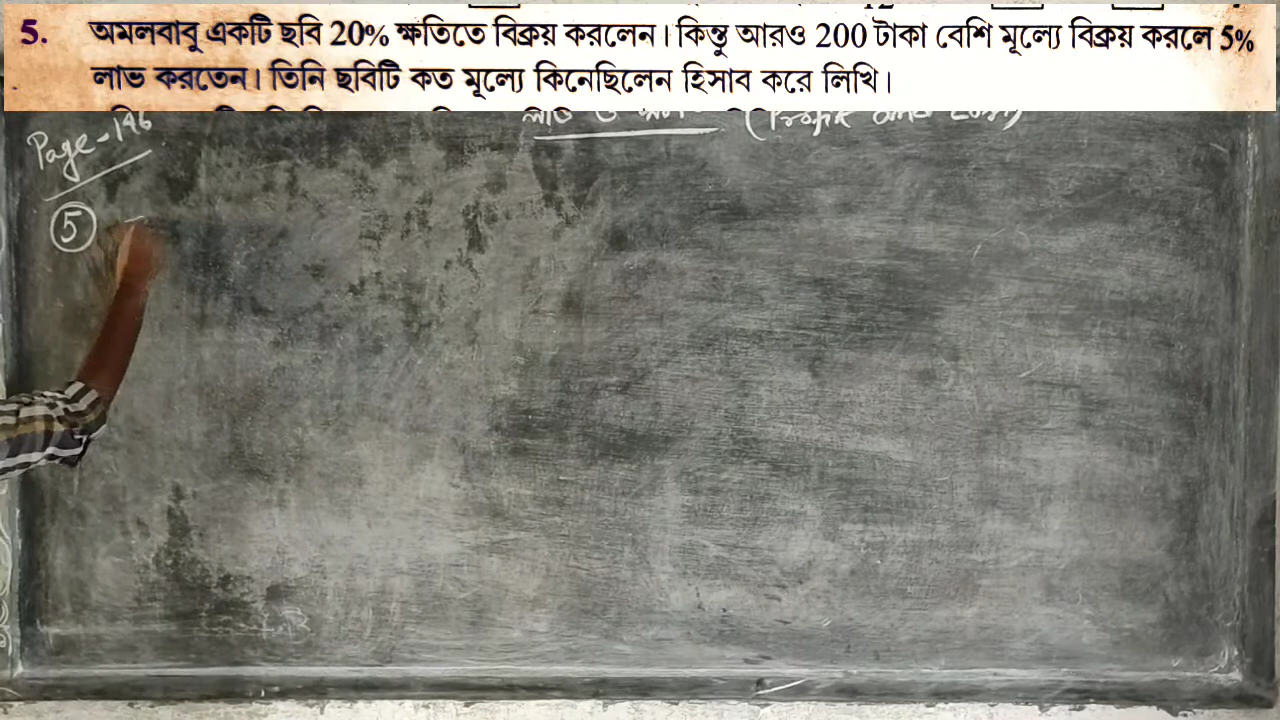 5. অমলবাবু একটি ছবি 20% ক্ষতিতে বিক্রয় করলেন। কিন্তু আরও 200 টাকা বেশি মূল্যে বিক্রয় করলে 5%
লাভ করতেন। তিনি ছবিটি কত মূল্যে কিনেছিলেন হিসাব করে লিখি।
Page-146
5